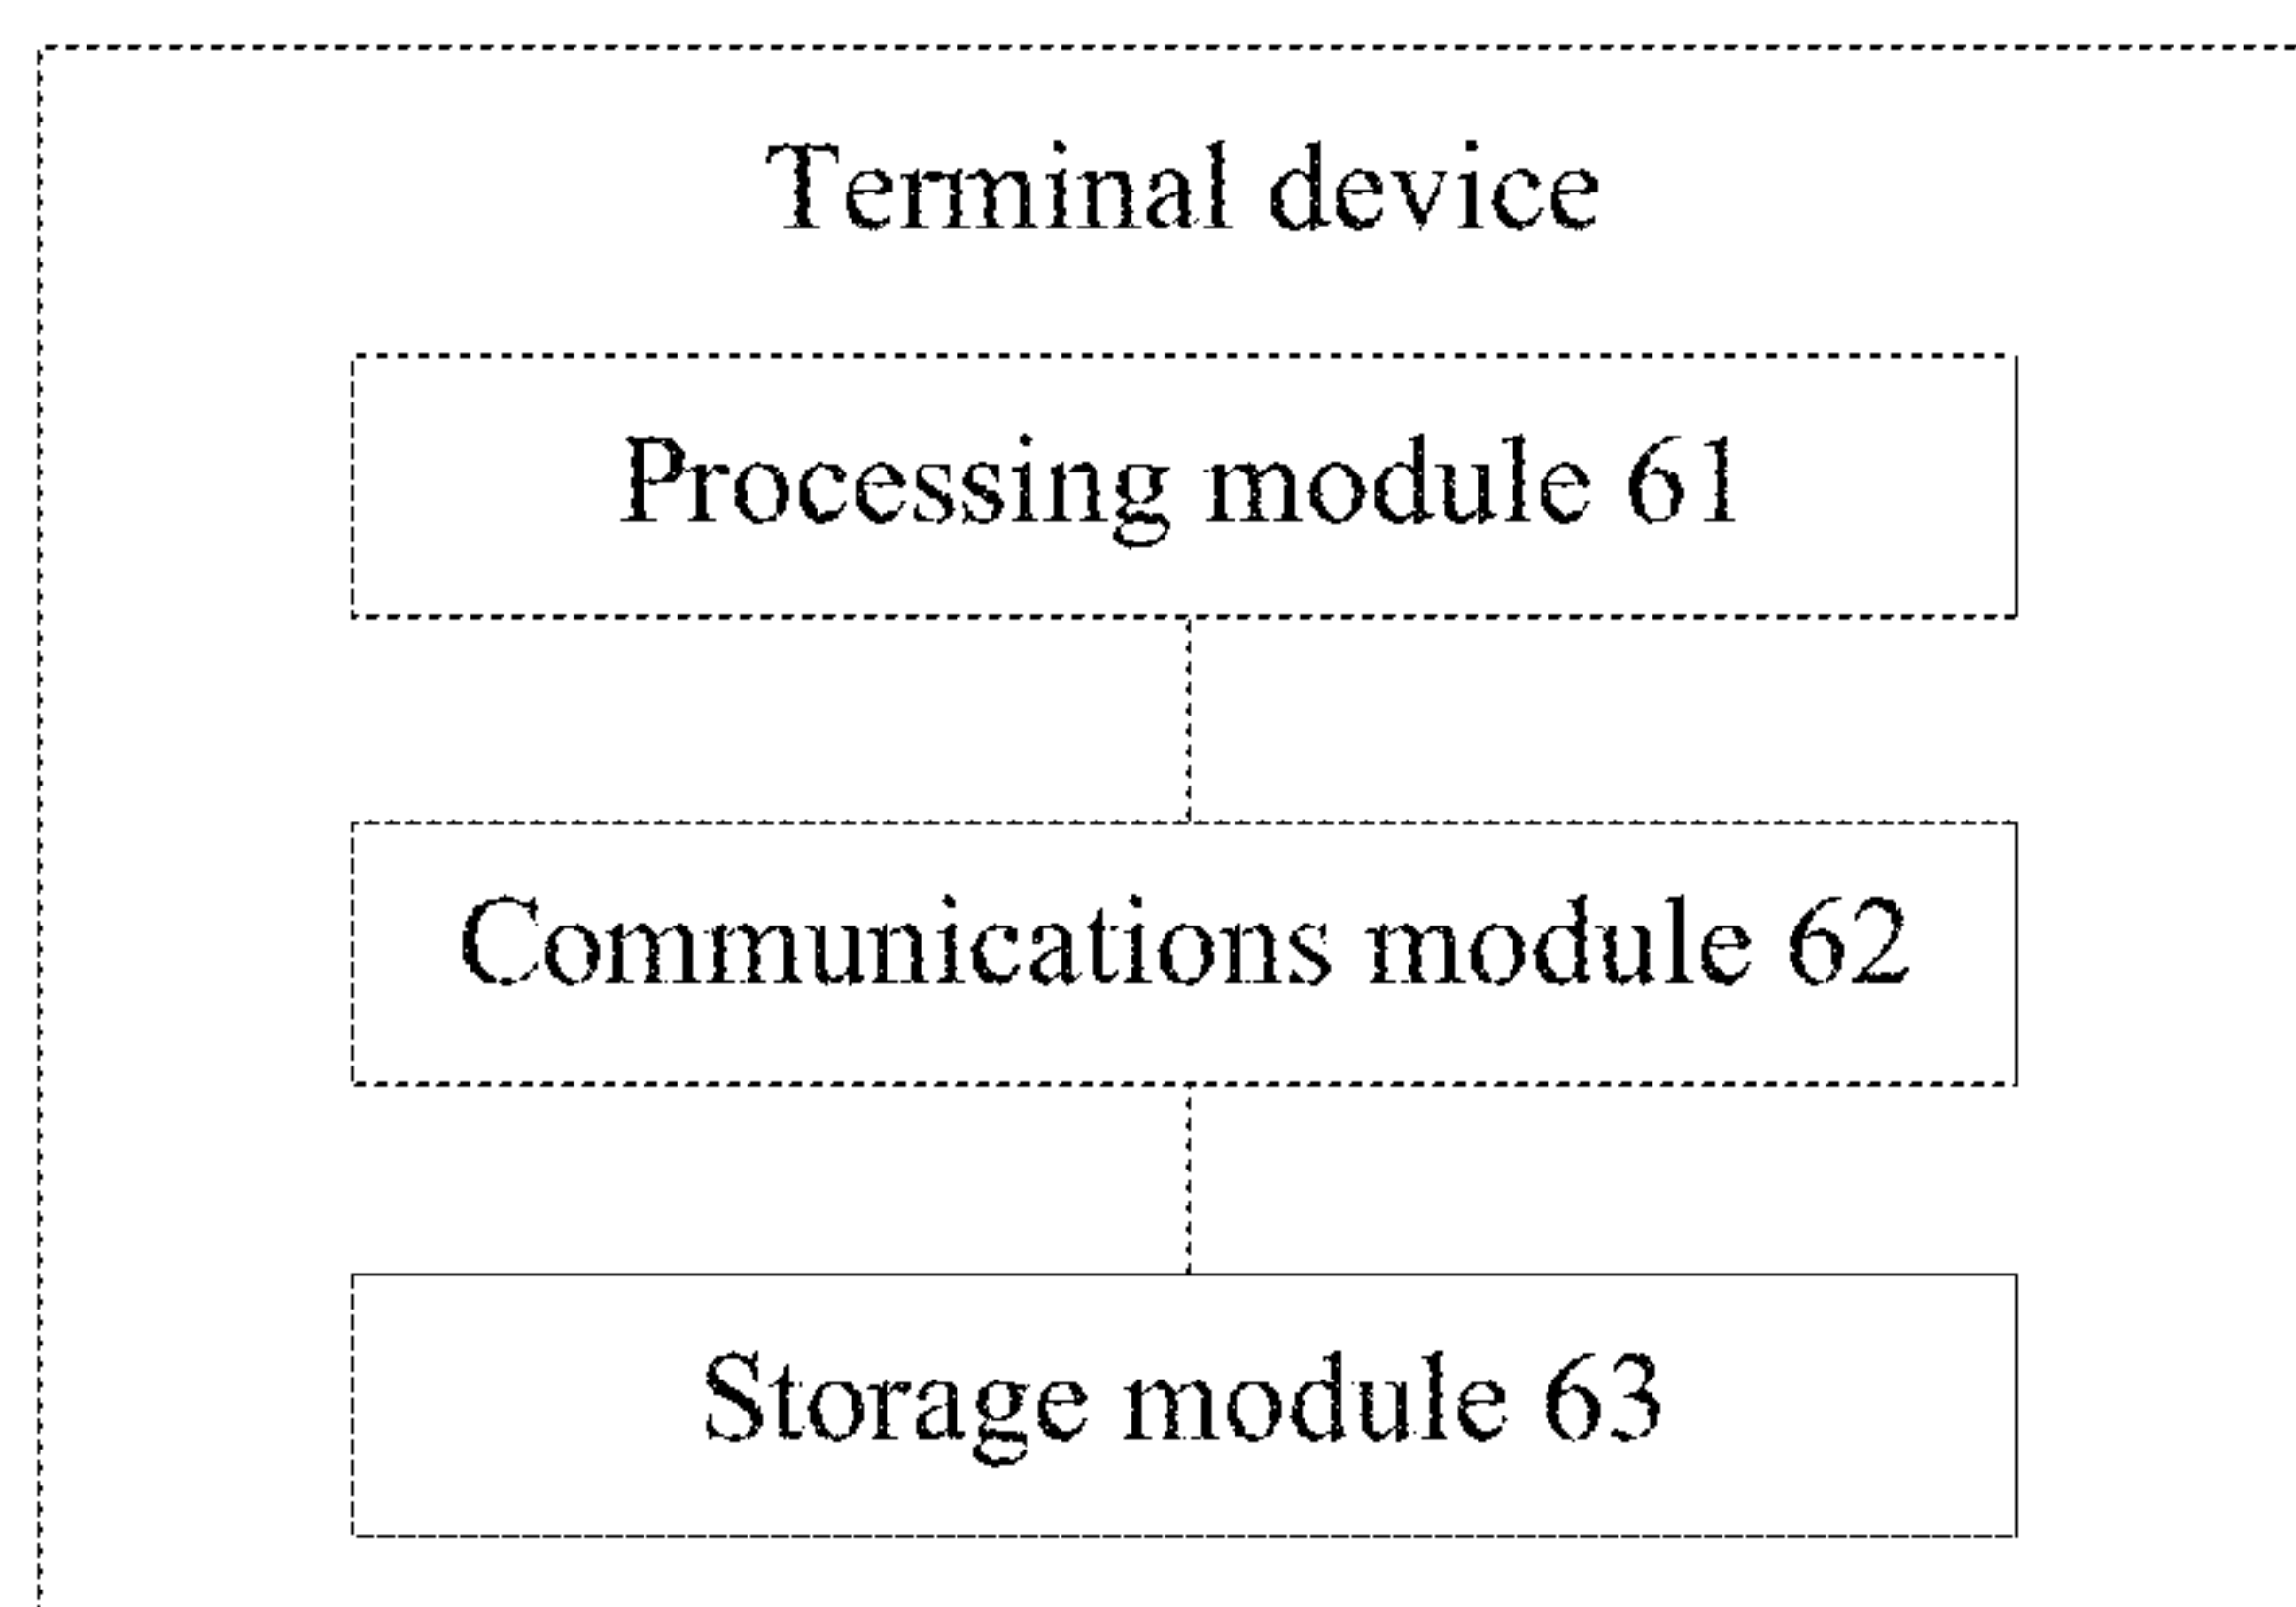 Terminal device
Processing module 61
Communications module 62
Storage module 63